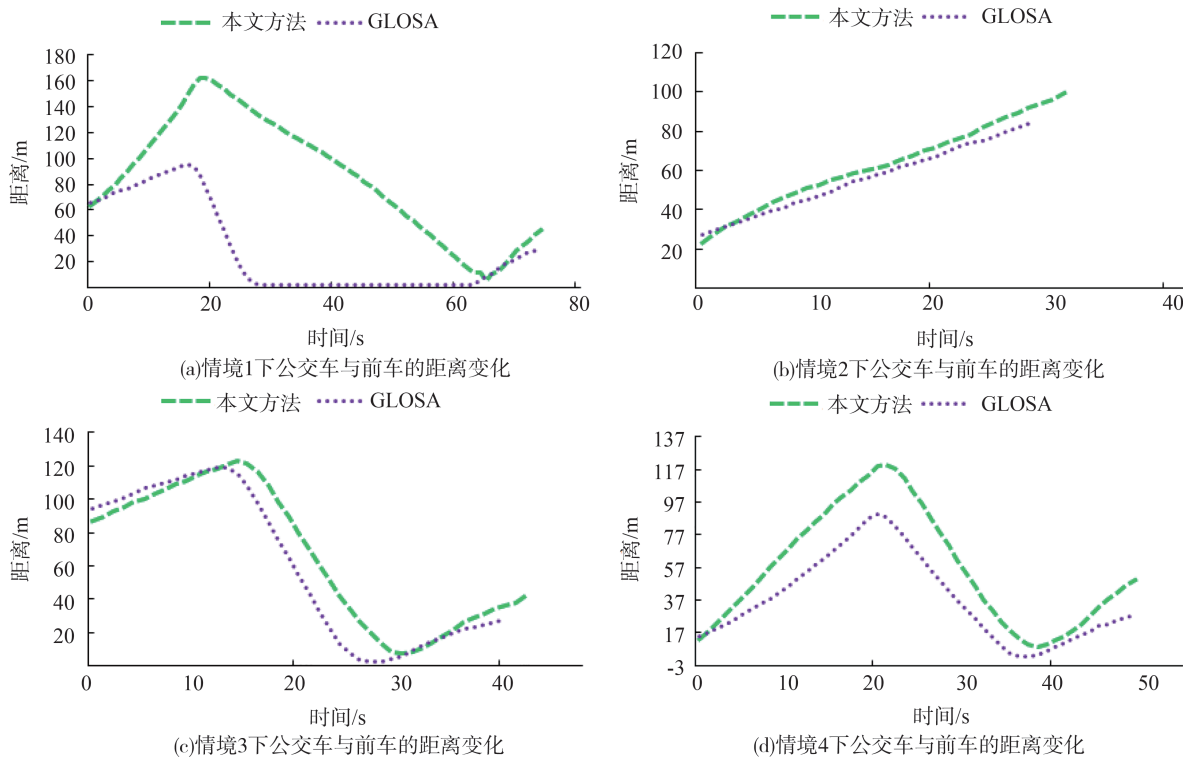 本文方法 GLOSA
180
160
140
120
100
80
60
40
20
0 20 40 60 80
距离/m
时间/s
(a)情境1下公交车与前车的距离变化
本文方法 GLOSA
120
100
80
60
40
20
0 10 20 30 40
距离/m
时间/s
(b)情境2下公交车与前车的距离变化
本文方法 GLOSA
140
120
100
80
60
40
20
0 20 30 40
距离/m
时间/s
(c)情境3下公交车与前车的距离变化
本文方法 GLOSA
137
117
97
77
57
37
17
-3
0 10 20 30 40 50
距离/m
时间/s
(d)情境4下公交车与前车的距离变化